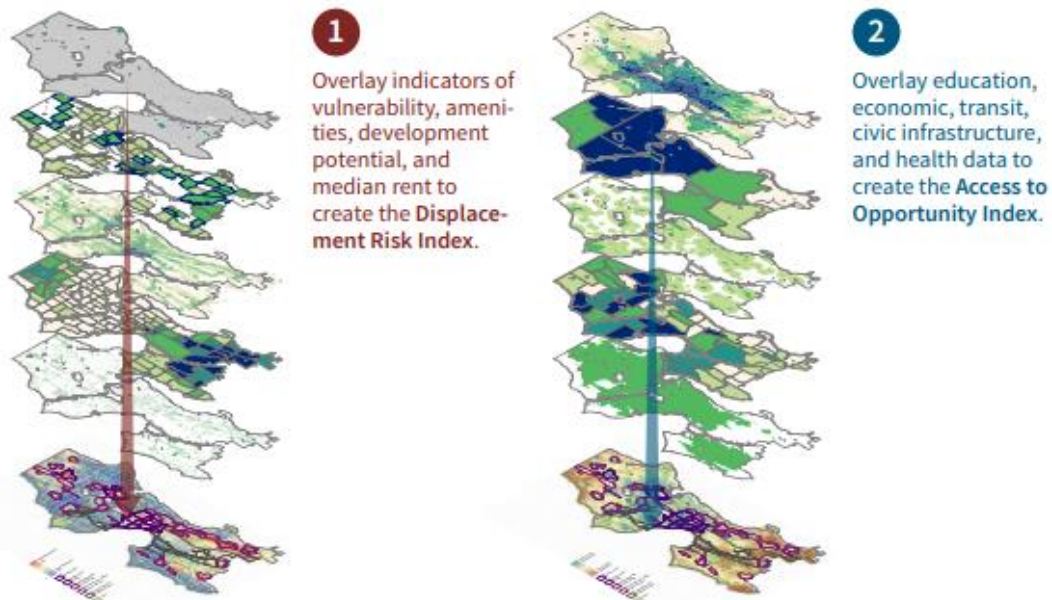 1
Overlay indicators of
vulnerability, ameni-
ties, development
potential, and
median rent to
create the Displace-
ment Risk Index.
2
Overlay education,
economic, transit,
civic infrastructure,
and health data to
create the Access to
Opportunity Index.